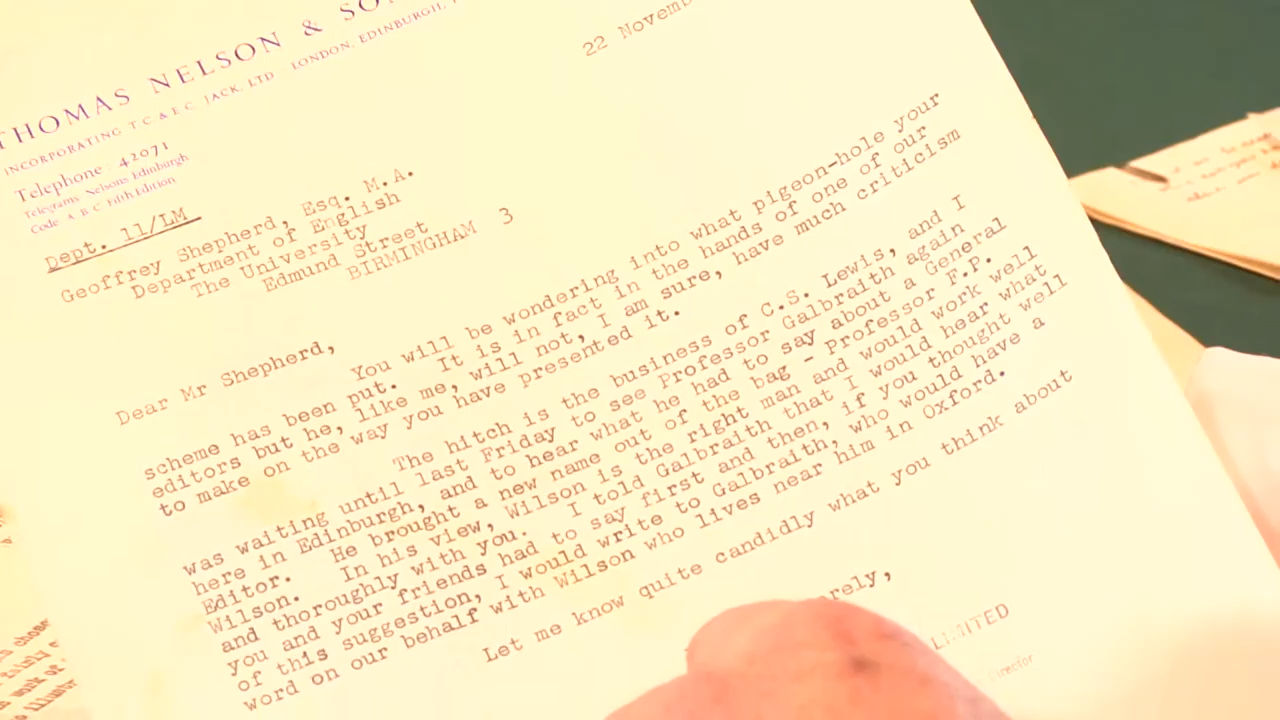 THOMAS NELSON & SO
INCORPORATING T C & E C JACK, LTD LONDON, EDINBURGH,
22 Novemb
Telephone : 42071
Telegrams Nelsons Edinburgh
Code A B C Fifth Edition
Dept. 11/LM
Geoffrey Shepherd, Esq. M.A.
Department of English
The University
Edmund Street
BIRMINGHAM 3
Dear Mr Shepherd,
You will be wondering into what pigeon-hole your
scheme has been put. It is in fact in the hands of one of our
editors but he, like me, will not, I am sure, have much criticism
to make on the way you have presented it.
The hitch is the business of C.S. Lewis, and I
was waiting until last Friday to see Professor Galbraith again
here in Edinburgh, and to hear what he had to say about a General
Editor. He brought a new name out of the bag - Professor F.P.
Wilson. In his view, Wilson is the right man and would work well
and thoroughly with you. I told Galbraith that I would hear what
you and your friends had to say first and then, if you thought well
of this suggestion, I would write to Galbraith, who would have a
word on our behalf with Wilson who lives near him in Oxford.
Let me know quite candidly what you think about
rely,
LIMITED
Director